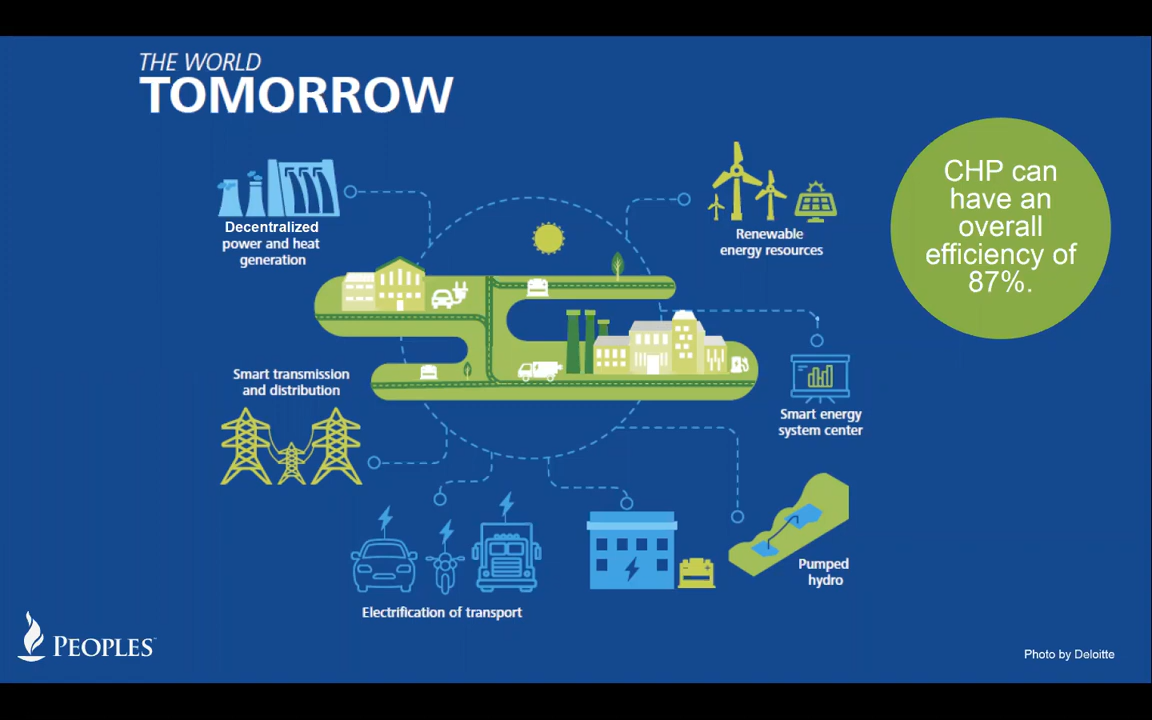 THE WORLD
TOMORROW
Decentralized
power and heat
generation
Renewable
energy resources
CHP can
have an
overall
efficiency of
87%.
Smart transmission
and distribution
Smart energy
system center
Pumped
hydro
Electrification of transport
PEOPLES
Photo by Deloitte